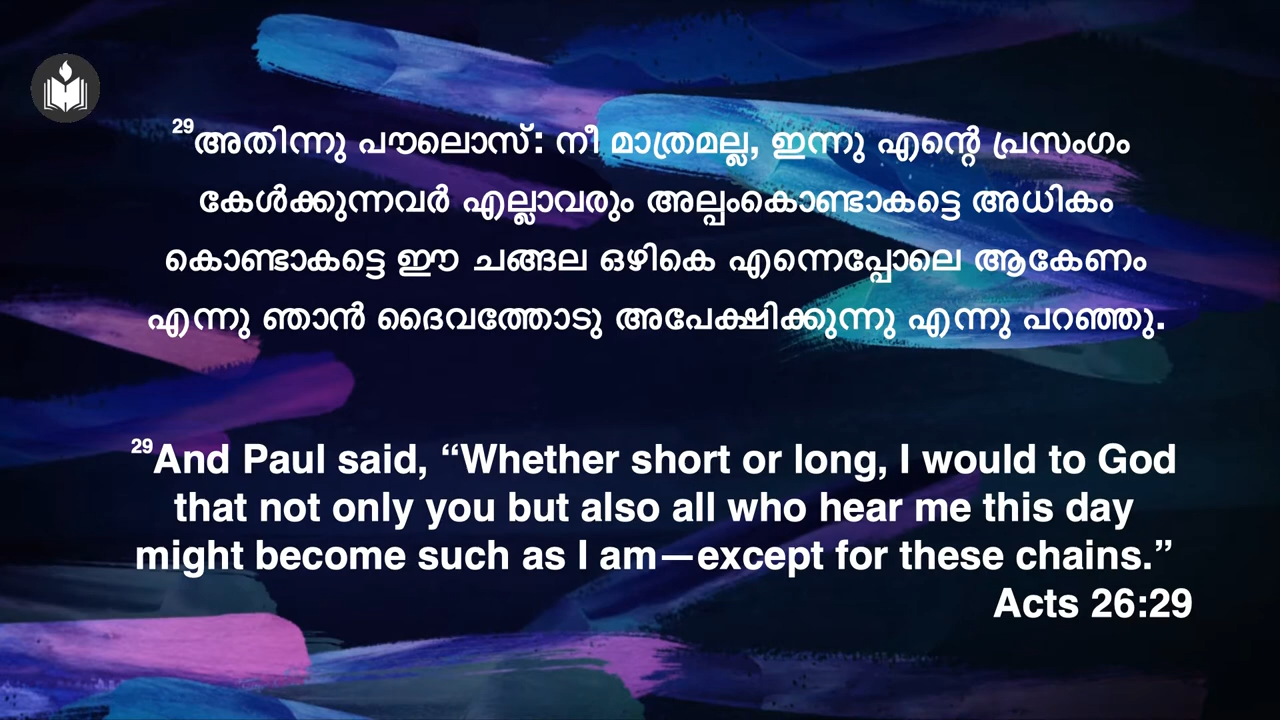 29അതിന്നു പൗലൊസ്: നീ മാത്രമല്ല, ഇന്നു എന്റെ പ്രസംഗം
കേൾക്കുന്നവർ എല്ലാവരും അല്പംകൊണ്ടാകട്ടെ അധികം
കൊണ്ടാകട്ടെ ഈ ചങ്ങല ഒഴികെ എന്നെപ്പോലെ ആകേണം
എന്നു ഞാൻ ദൈവത്തോടു അപേക്ഷിക്കുന്നു എന്നു പറഞ്ഞു.
29And Paul said, “Whether short or long, I would to God
that not only you but also all who hear me this day
might become such as I am—except for these chains.”
Acts 26:29